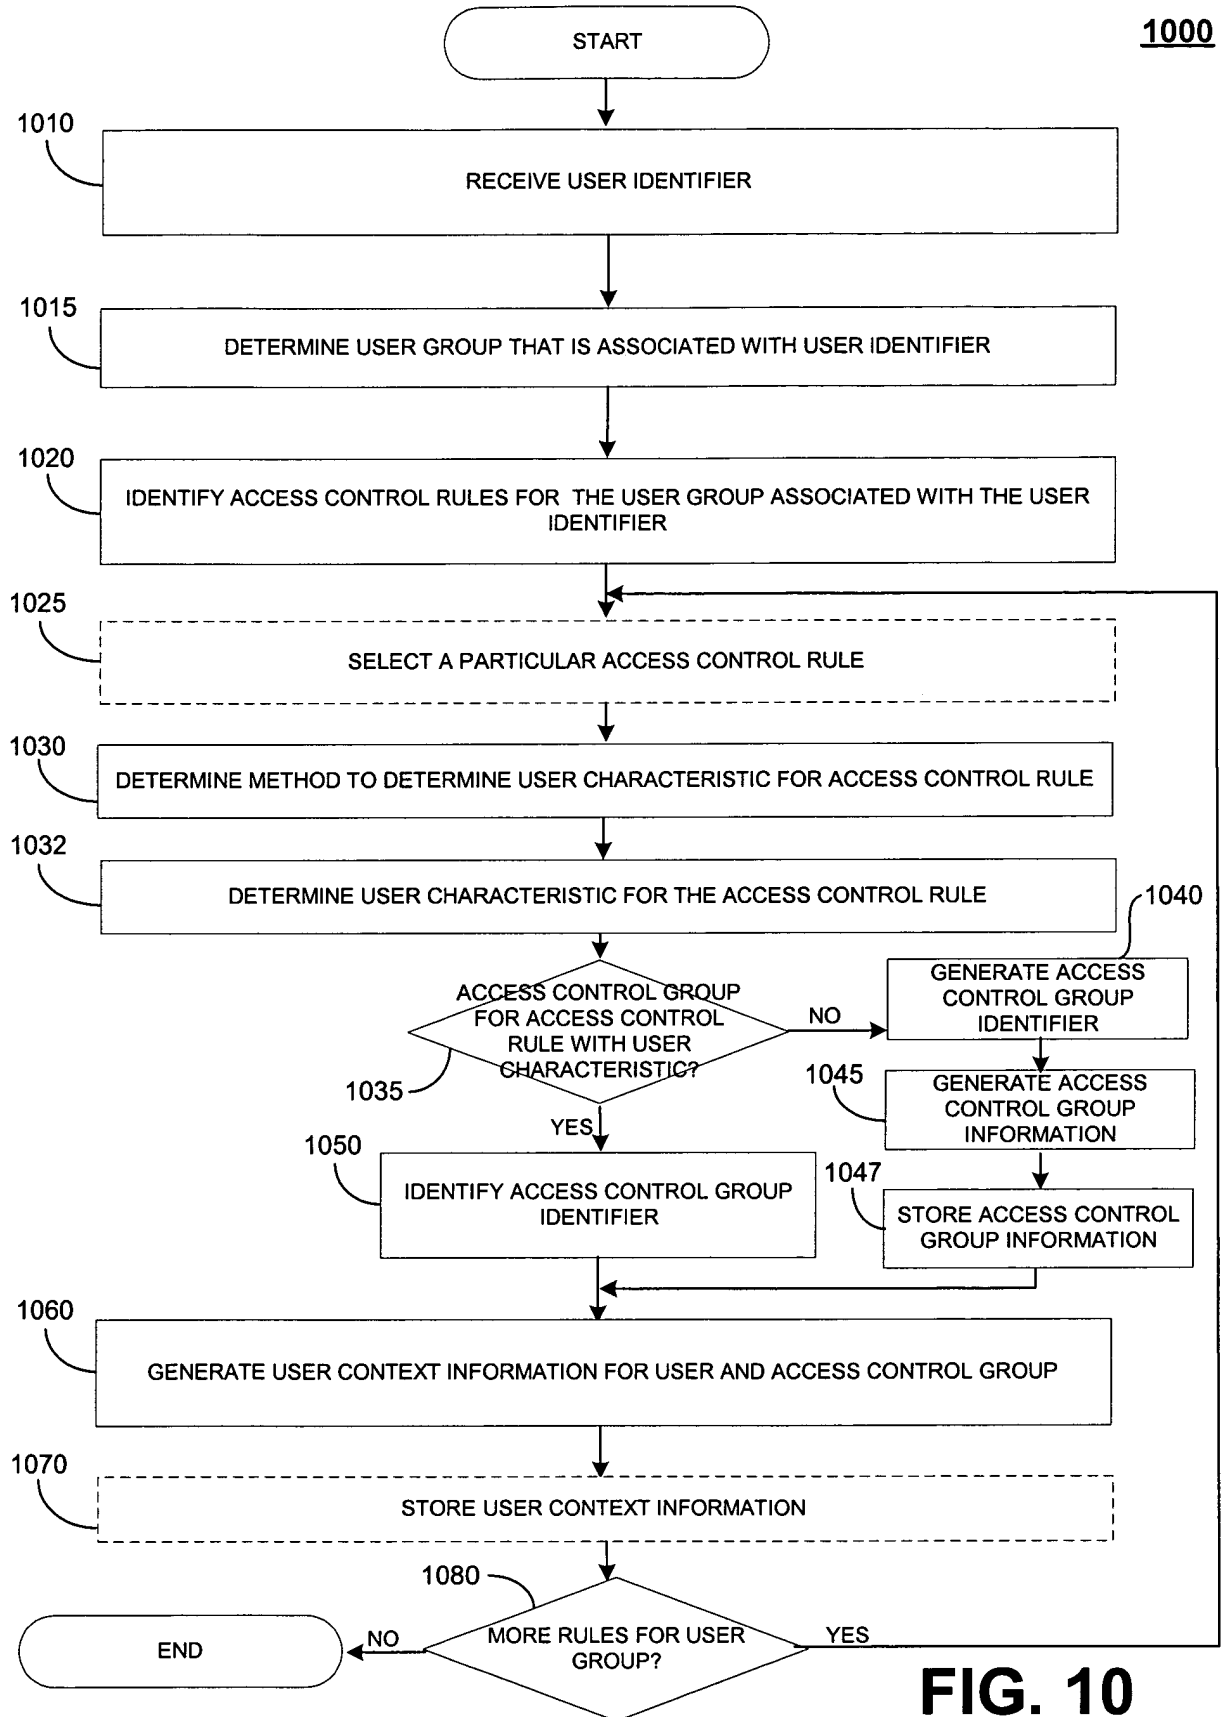 START
1000
1010
RECEIVE USER IDENTIFIER
1015
DETERMINE USER GROUP THAT IS ASSOCIATED WITH USER IDENTIFIER
1020
IDENTIFY ACCESS CONTROL RULES FOR THE USER GROUP ASSOCIATED WITH THE USER
IDENTIFIER
1025
SELECT A PARTICULAR ACCESS CONTROL RULE
1030
DETERMINE METHOD TO DETERMINE USER CHARACTERISTIC FOR ACCESS CONTROL RULE
1032
DETERMINE USER CHARACTERISTIC FOR THE ACCESS CONTROL RULE
ACCESS CONTROL GROUP
FOR ACCESS CONTROL
RULE WITH USER
CHARACTERISTIC?
1035
NO
1040
GENERATE ACCESS
CONTROL GROUP
IDENTIFIER
1045
GENERATE ACCESS
CONTROL GROUP
INFORMATION
1047
STORE ACCESS CONTROL
GROUP INFORMATION
YES
1050
IDENTIFY ACCESS CONTROL GROUP
IDENTIFIER
1060
GENERATE USER CONTEXT INFORMATION FOR USER AND ACCESS CONTROL GROUP
1070
STORE USER CONTEXT INFORMATION
1080
MORE RULES FOR USER
GROUP?
YES
NO
END
FIG. 10